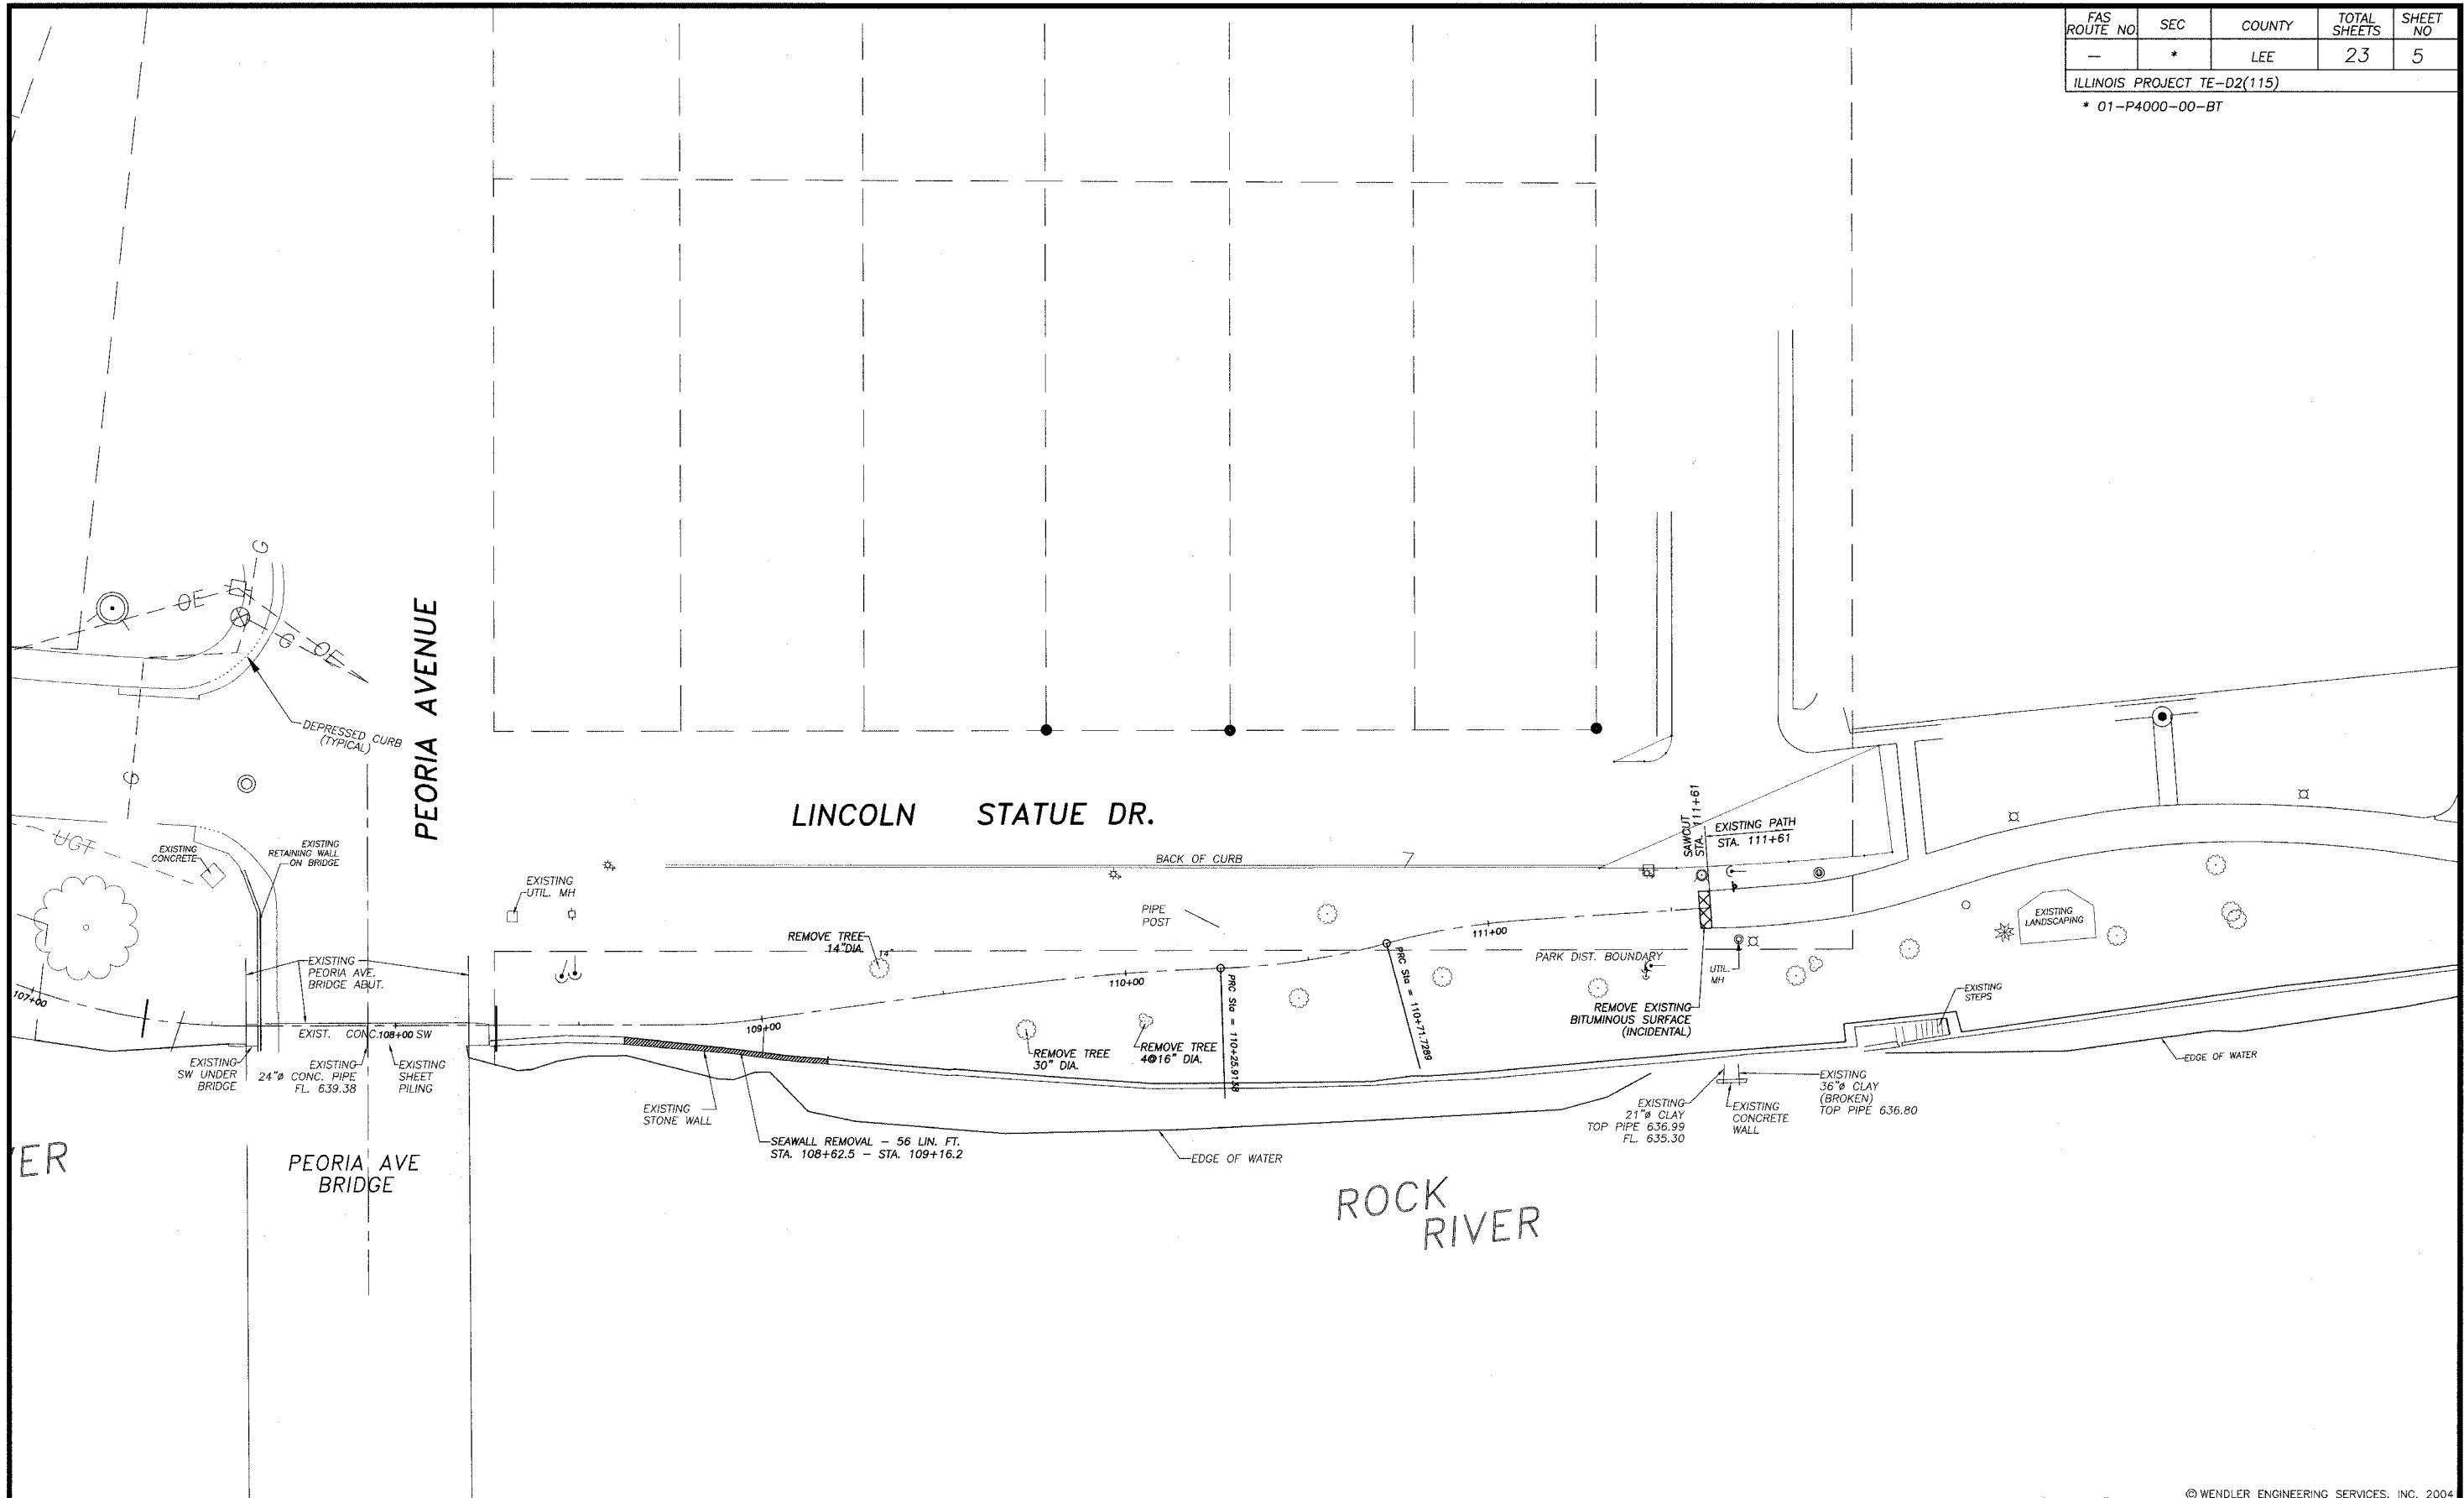 FAS
ROUTE NO.
SEC
COUNTY
TOTAL
SHEETS
SHEET
NO
—
*
LEE
23
5
ILLINOIS PROJECT TE-D2(115)
* 01-P4000-00-BT
G
OE
G
OE
PEORIA AVENUE
DEPRESSED CURB
(TYPICAL)
G
LINCOLN STATUE DR.
UGT
EXISTING
CONCRETE
EXISTING
RETAINING WALL
ON BRIDGE
SAWCUT
STA. 111+61
EXISTING PATH
STA. 111+61
BACK OF CURB
EXISTING
UTIL. MH
PIPE
POST
EXISTING
LANDSCAPING
REMOVE TREE
14"DIA.
14"
111+00
PARK DIST. BOUNDARY
UTIL.
MH
EXISTING
PEORIA AVE.
BRIDGE ABUT.
107+00
110+00
PRC Sta = 110+25.9138
PRC Sta = 110+71.7289
EXISTING
STEPS
REMOVE EXISTING
BITUMINOUS SURFACE
(INCIDENTAL)
EXIST. CONC. 108+00 SW
109+00
REMOVE TREE
30" DIA.
REMOVE TREE
4@16" DIA.
EDGE OF WATER
EXISTING
SW UNDER
BRIDGE
EXISTING
24"ø CONC. PIPE
FL. 639.38
EXISTING
SHEET
PILING
EXISTING
STONE WALL
SEAWALL REMOVAL – 56 LIN. FT.
STA. 108+62.5 – STA. 109+16.2
EDGE OF WATER
EXISTING
21"ø CLAY
TOP PIPE 636.99
FL. 635.30
EXISTING
CONCRETE
WALL
EXISTING
36"ø CLAY
(BROKEN)
TOP PIPE 636.80
ER
PEORIA AVE
BRIDGE
ROCK
RIVER
© WENDLER ENGINEERING SERVICES, INC. 2004